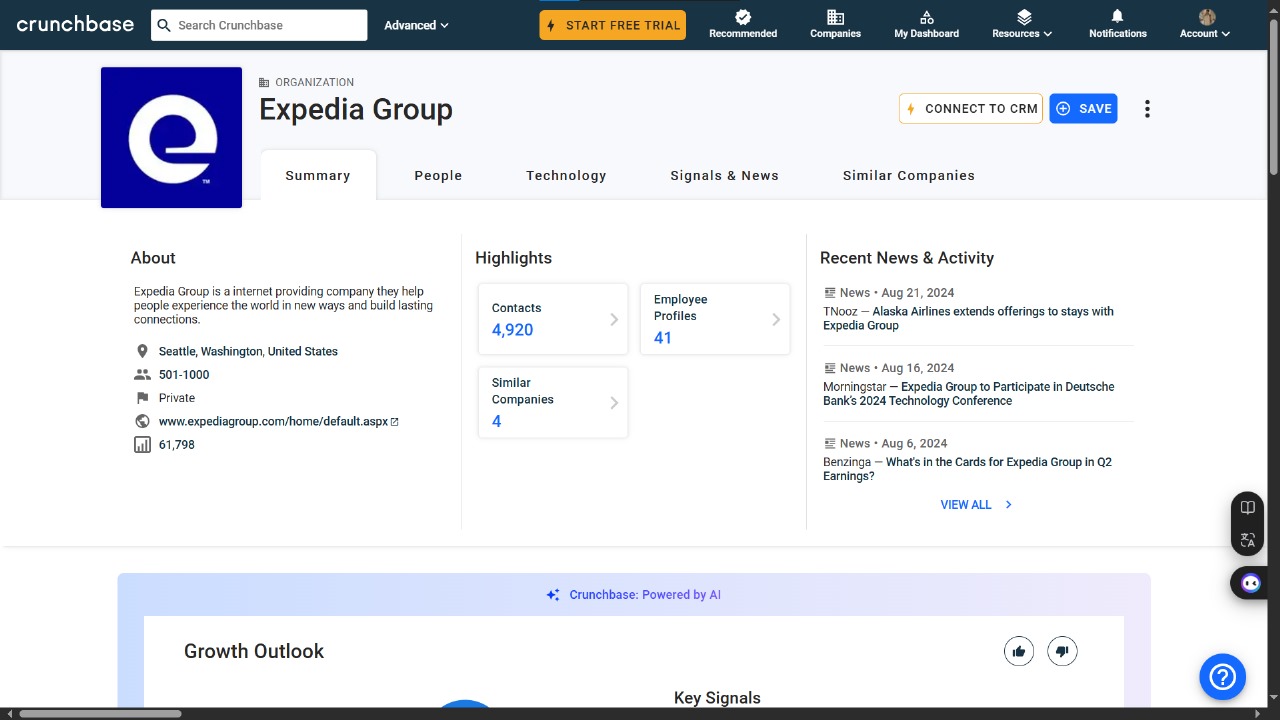 crunchbase
Search Crunchbase
Advanced
START FREE TRIAL
Recommended
Companies
My Dashboard
Resources
Notifications
Account
ORGANIZATION
Expedia Group
CONNECT TO CRM
SAVE
Summary
People
Technology
Signals & News
Similar Companies
About
Expedia Group is a internet providing company they help
people experience the world in new ways and build lasting
connections.
Seattle, Washington, United States
501-1000
Private
www.expediagroup.com/home/default.aspx
61,798
Highlights
Contacts
4,920
Employee
Profiles
41
Similar
Companies
4
Recent News & Activity
News • Aug 21, 2024
TNooz — Alaska Airlines extends offerings to stays with
Expedia Group
News • Aug 16, 2024
Morningstar — Expedia Group to Participate in Deutsche
Bank's 2024 Technology Conference
News • Aug 6, 2024
Benzinga — What's in the Cards for Expedia Group in Q2
Earnings?
VIEW ALL
Crunchbase: Powered by AI
Growth Outlook
Key Signals